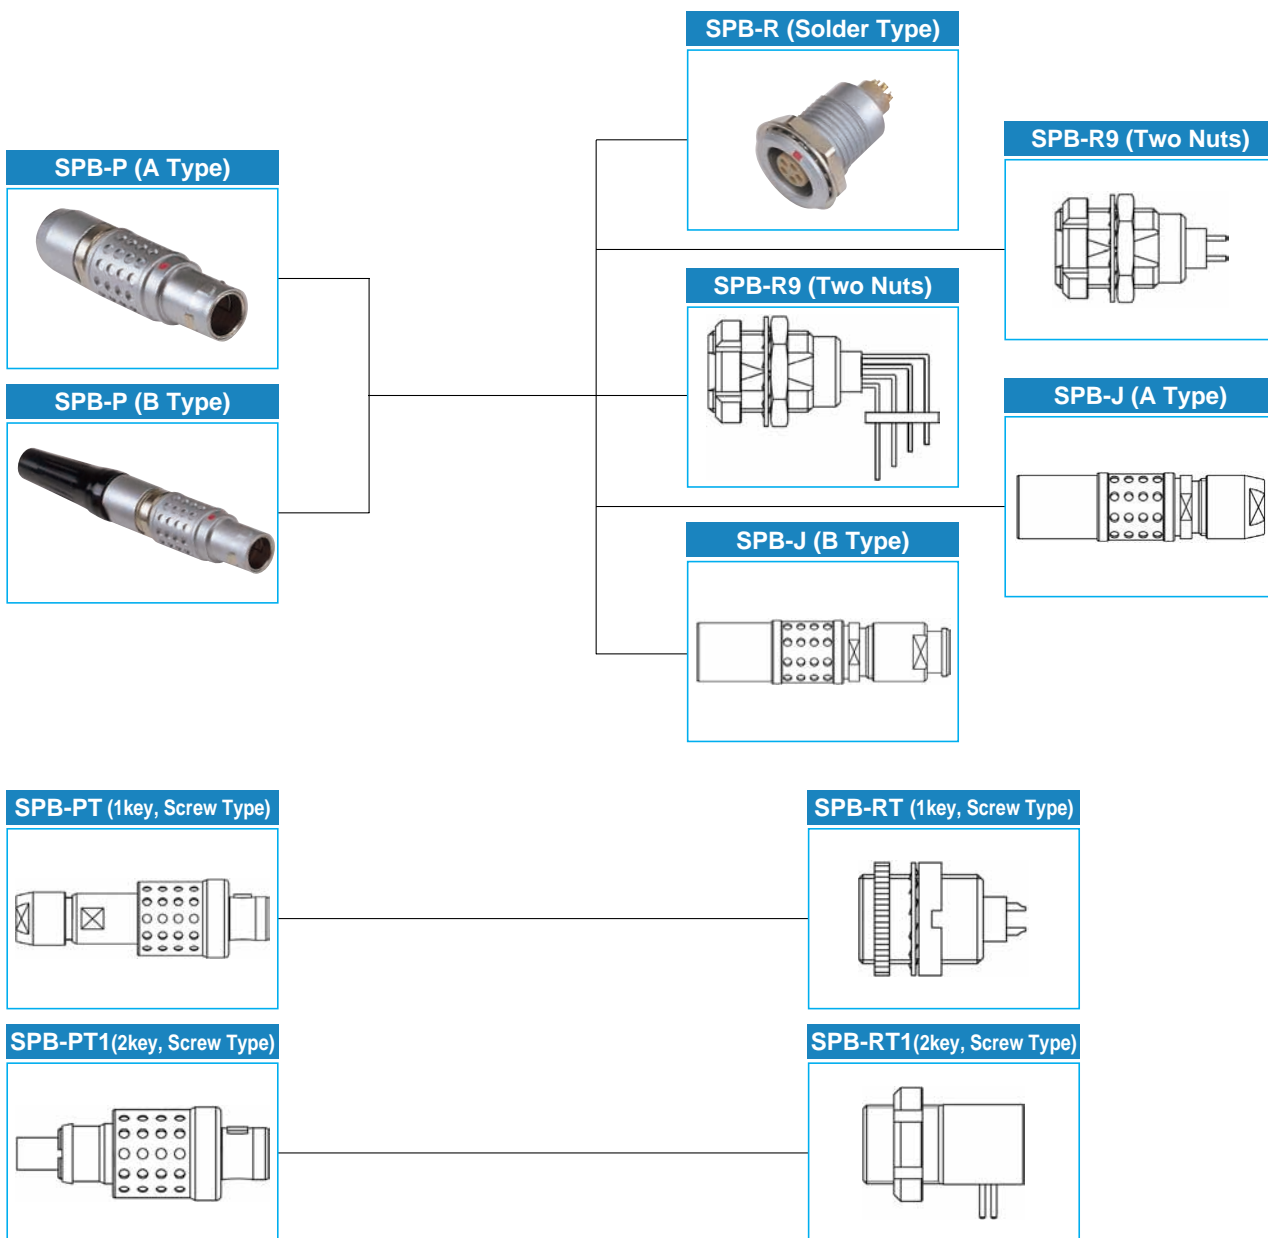 SPB-R (Solder Type)
SPB-R9 (Two Nuts)
SPB-P (A Type)
SPB-R9 (Two Nuts)
SPB-J (A Type)
SPB-P (B Type)
SPB-J (B Type)
SPB-PT (1key, Screw Type)
SPB-RT (1key, Screw Type)
SPB-PT1(2key, Screw Type)
SPB-RT1(2key, Screw Type)